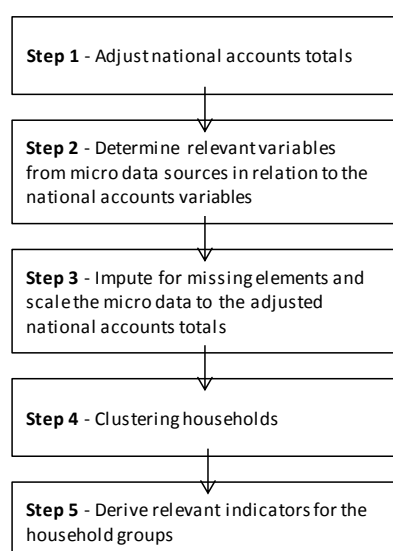 Step 1 - Adjust national accounts totals
Step 2 - Determine relevant variables
from micro data sources in relation to the
national accounts variables
Step 3 - Impute for missing elements and
scale the micro data to the adjusted
national accounts totals
Step 4 - Clustering households
Step 5 - Derive relevant indicators for the
household groups